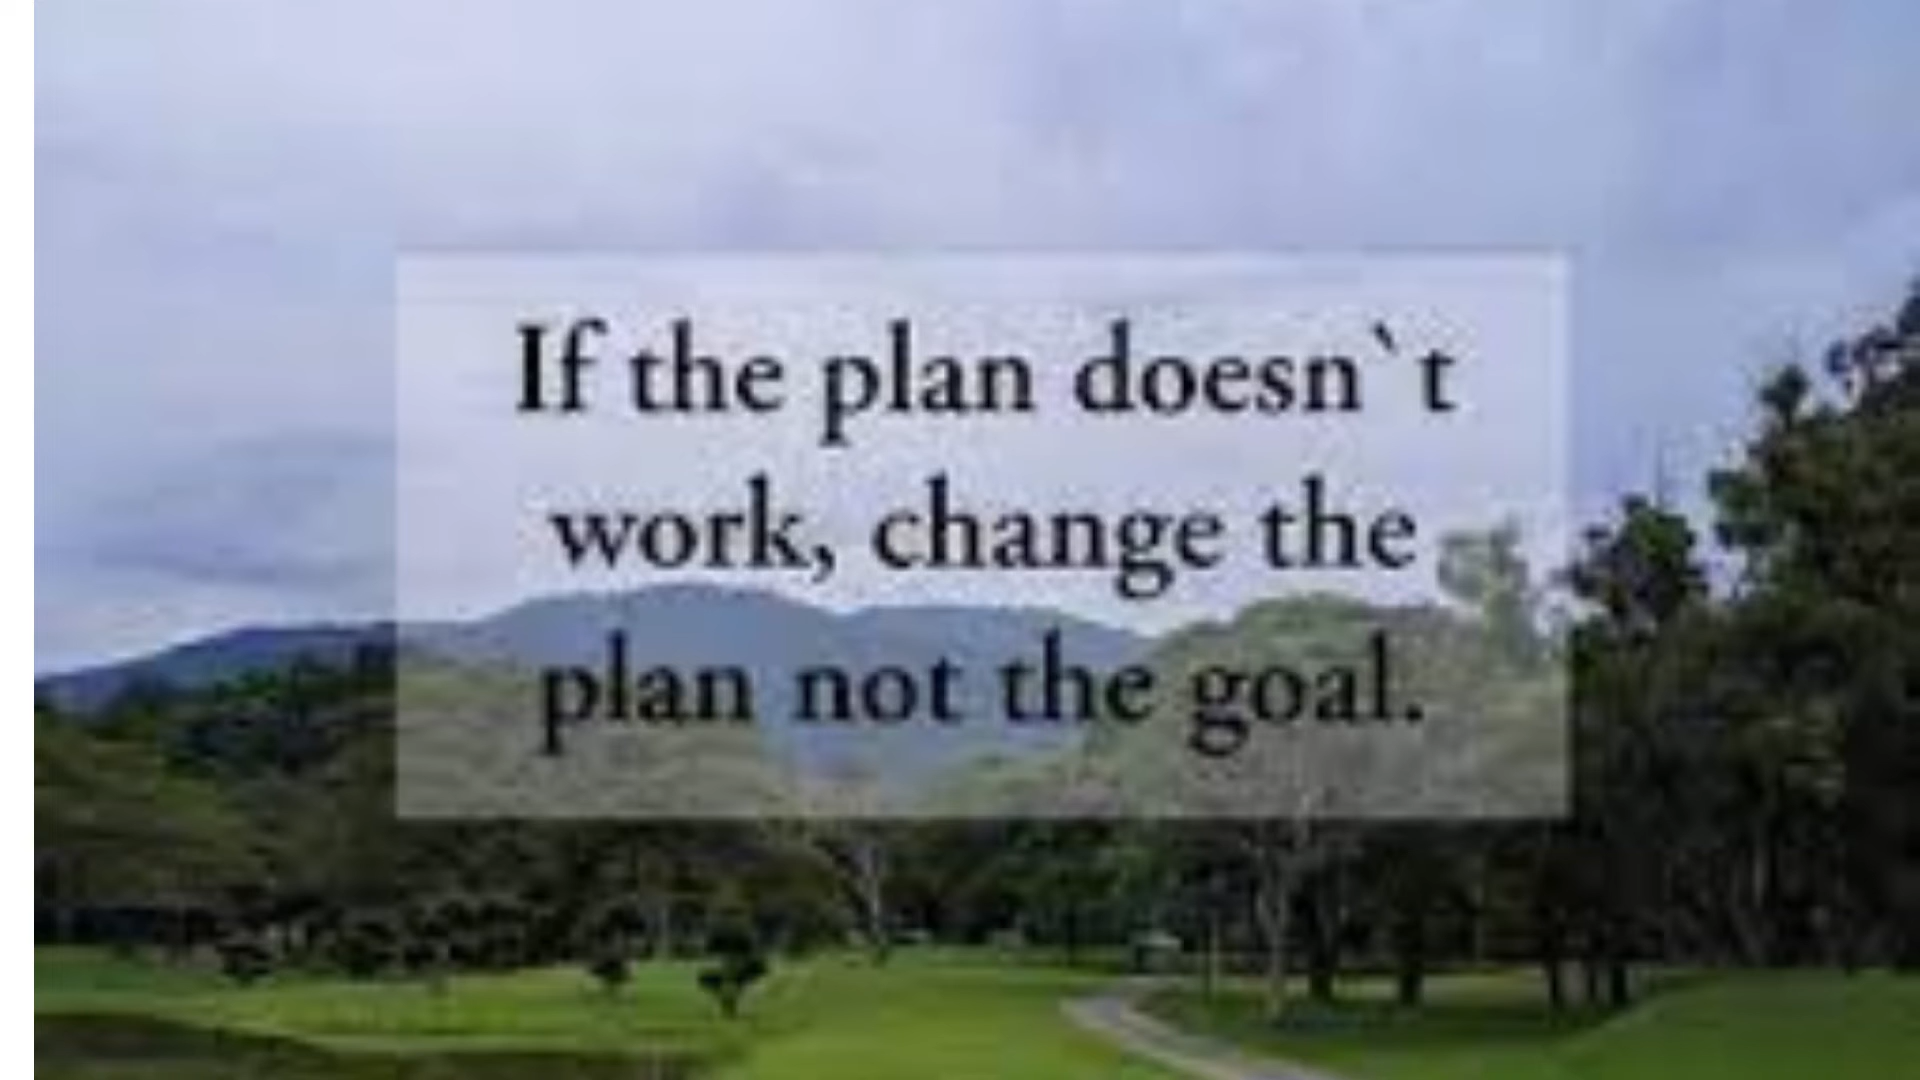 If the plan doesn`t
work, change the
plan not the goal.